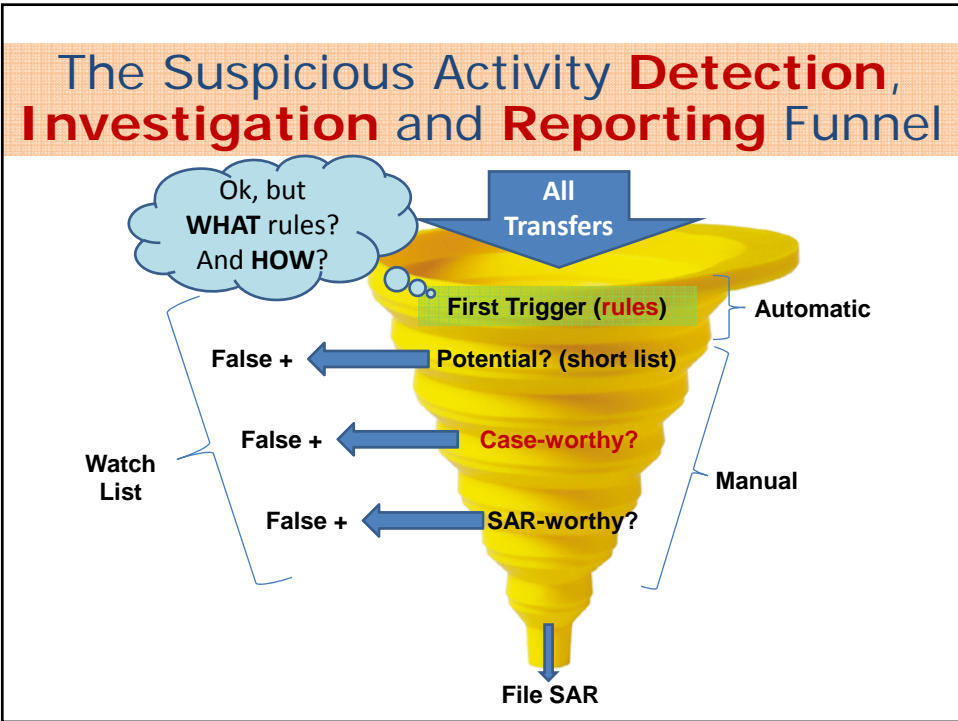 The Suspicious Activity Detection,
Investigation and Reporting Funnel
Ok, but
WHAT rules?
And HOW?
All
Transfers
First Trigger (rules)
Automatic
False +
Potential? (short list)
False +
Case-worthy?
Watch
List
Manual
False +
SAR-worthy?
File SAR